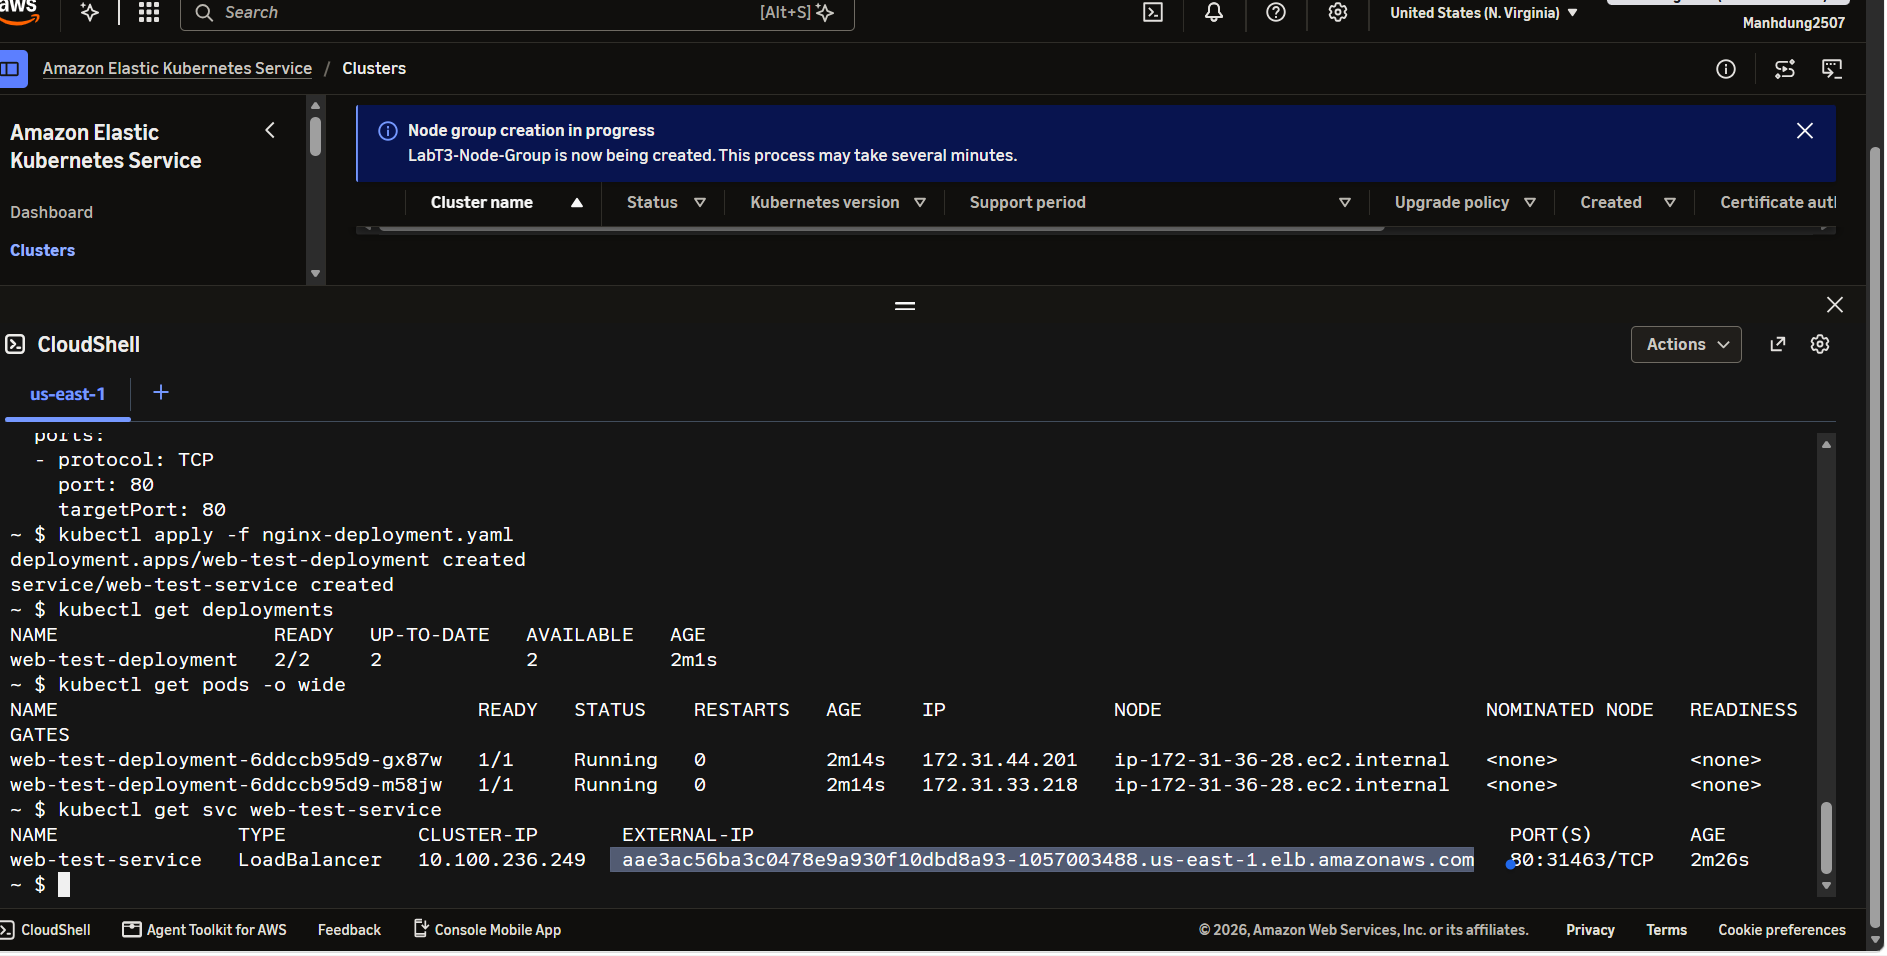 aws
Search
[Alt+S]
United States (N. Virginia)
Manhdung2507
Amazon Elastic Kubernetes Service / Clusters
Amazon Elastic
Kubernetes Service
Dashboard
Clusters
Node group creation in progress
LabT3-Node-Group is now being created. This process may take several minutes.
Cluster name Status Kubernetes version Support period Upgrade policy Created Certificate aut
CloudShell
Actions
us-east-1
ports:
- protocol: TCP
port: 80
targetPort: 80
~ $ kubectl apply -f nginx-deployment.yaml
deployment.apps/web-test-deployment created
service/web-test-service created
~ $ kubectl get deployments
NAME READY UP-TO-DATE AVAILABLE AGE
web-test-deployment 2/2 2 2 2m1s
~ $ kubectl get pods -o wide
NAME READY STATUS RESTARTS AGE IP NODE NOMINATED NODE READINESS
GATES
web-test-deployment-6ddccb95d9-gx87w 1/1 Running 0 2m14s 172.31.44.201 ip-172-31-36-28.ec2.internal <none> <none>
web-test-deployment-6ddccb95d9-m58jw 1/1 Running 0 2m14s 172.31.33.218 ip-172-31-36-28.ec2.internal <none> <none>
~ $ kubectl get svc web-test-service
NAME TYPE CLUSTER-IP EXTERNAL-IP PORT(S) AGE
web-test-service LoadBalancer 10.100.236.249 aae3ac56ba3c0478e9a930f10dbd8a93-1057003488.us-east-1.elb.amazonaws.com 80:31463/TCP 2m26s
~ $
CloudShell Agent Toolkit for AWS Feedback Console Mobile App © 2026, Amazon Web Services, Inc. or its affiliates. Privacy Terms Cookie preferences